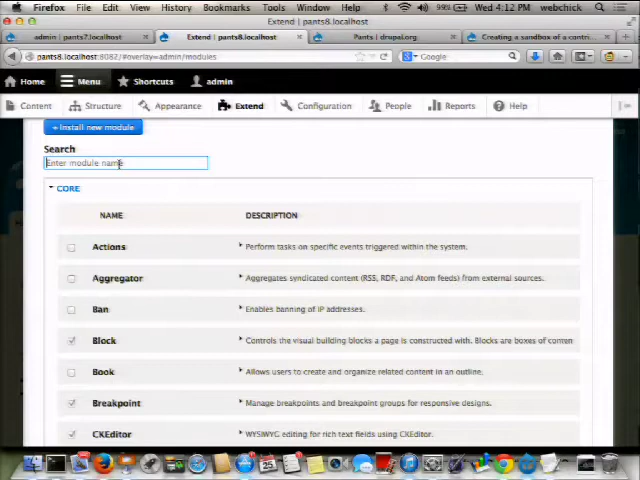 Firefox File Edit View History Bookmarks Tools Window Help 99% Wed 4:12 PM webchick
Extend | pants8.localhost
admin | pants7.localhost Extend | pants8.localhost Pants | drupal.org Creating a sandbox of a contri...
pants8.localhost:8082/#overlay=admin/modules Google
Home Menu Shortcuts admin
Content Structure Appearance Extend Configuration People Reports Help
+ Install new module
Search
Enter module name
CORE
NAME DESCRIPTION
Actions Perform tasks on specific events triggered within the system.
Aggregator Aggregates syndicated content (RSS, RDF, and Atom feeds) from external sources.
Ban Enables banning of IP addresses.
Block Controls the visual building blocks a page is constructed with. Blocks are boxes of conten
Book Allows users to create and organize related content in an outline.
Breakpoint Manage breakpoints and breakpoint groups for responsive designs.
CKEditor WYSIWYG editing for rich text fields using CKEditor.
25